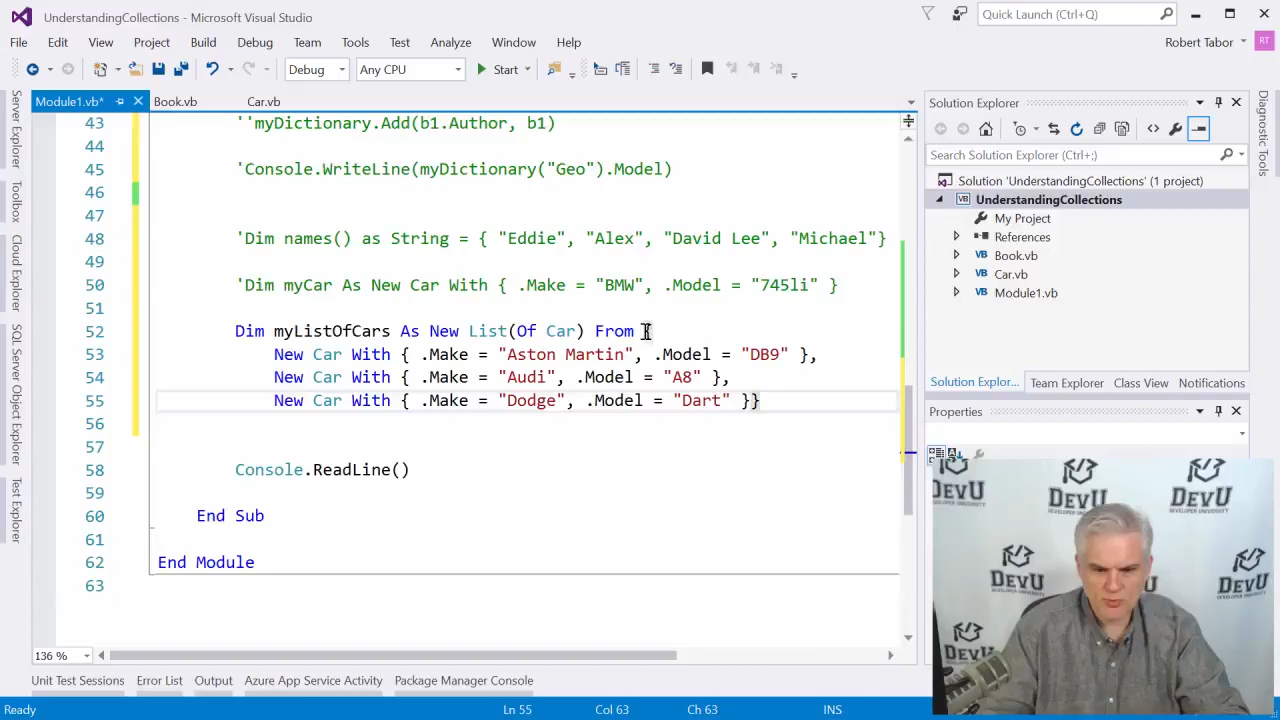 UnderstandingCollections - Microsoft Visual Studio
Quick Launch (Ctrl+Q)
File Edit View Project Build Debug Team Tools Test Analyze Window Help
Robert Tabor RT
Debug Any CPU Start
Module1.vb* Book.vb Car.vb
Server Explorer
Toolbox
Cloud Explorer
SQL Server Object Explorer
Test Explorer
43 ''myDictionary.Add(b1.Author, b1)
44
45 'Console.WriteLine(myDictionary("Geo").Model)
46
47
48 'Dim names() as String = { "Eddie", "Alex", "David Lee", "Michael"}
49
50 'Dim myCar As New Car With { .Make = "BMW", .Model = "745li" }
51
52 Dim myListOfCars As New List(Of Car) From {
53 New Car With { .Make = "Aston Martin", .Model = "DB9" },
54 New Car With { .Make = "Audi", .Model = "A8" },
55 New Car With { .Make = "Dodge", .Model = "Dart" }}
56
57
58 Console.ReadLine()
59
60 End Sub
61
62 End Module
63
136 %
Solution Explorer
Search Solution Explorer (Ctrl+;)
Solution 'UnderstandingCollections' (1 project)
UnderstandingCollections
My Project
References
Book.vb
Car.vb
Module1.vb
Solution Explor... Team Explorer Class View Notifications
Properties
Diagnostic Tools
DevU
DEVELOPER UNIVERSITY
DevU
DevU
DevU
DevU
DevU
DevU
Unit Test Sessions Error List Output Azure App Service Activity Package Manager Console
Ready Ln 55 Col 63 Ch 63 INS